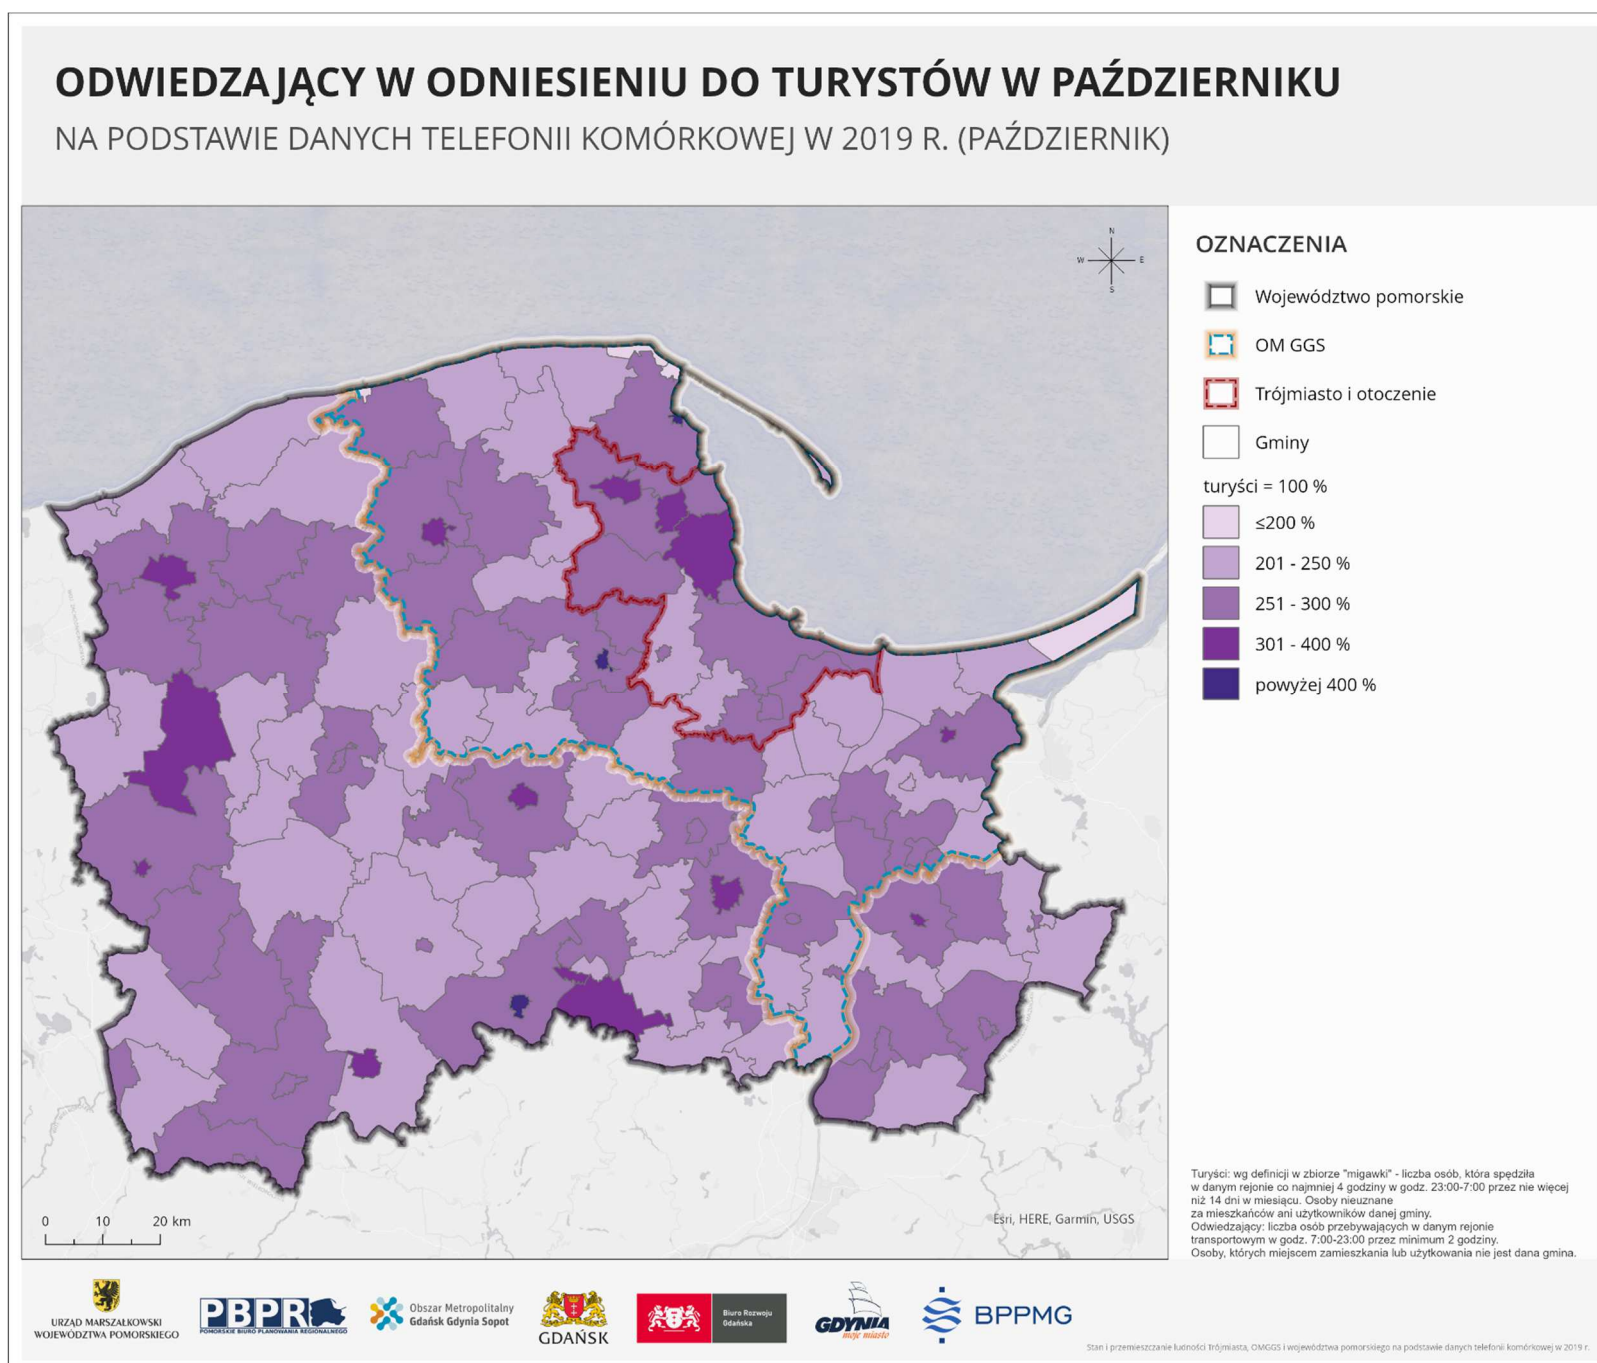 ODWIEDZAJĄCY W ODNIESIENIU DO TURYSTÓW W PAŹDZIERNIKU
NA PODSTAWIE DANYCH TELEFONII KOMÓRKOWEJ W 2019 R. (PAŹDZIERNIK)
N
W E
S
OZNACZENIA
Województwo pomorskie
OM GGS
Trójmiasto i otoczenie
Gminy
turyści = 100 %
≤200 %
201 - 250 %
251 - 300 %
301 - 400 %
powyżej 400 %
0 10 20 km
Esri, HERE, Garmin, USGS
Turyści: wg definicji w zbiorze "migawki" - liczba osób, która spędziła
w danym rejonie co najmniej 4 godziny w godz. 23:00-7:00 przez nie więcej
niż 14 dni w miesiącu. Osoby nieuznane
za mieszkańców ani użytkowników danej gminy.
Odwiedzający: liczba osób przebywających w danym rejonie
transportowym w godz. 7:00-23:00 przez minimum 2 godziny.
Osoby, których miejscem zamieszkania lub użytkowania nie jest dana gmina.
URZĄD MARSZAŁKOWSKI
WOJEWÓDZTWA POMORSKIEGO
PBPR
POMORSKIE BIURO PLANOWANIA REGIONALNEGO
Obszar Metropolitalny
Gdańsk Gdynia Sopot
GDAŃSK
Biuro Rozwoju
Gdańska
GDYNIA
moje miasto
BPPMG
Stan i przemieszczanie ludności Trójmiasta, OMGGS i województwa pomorskiego na podstawie danych telefonii komórkowej w 2019 r.